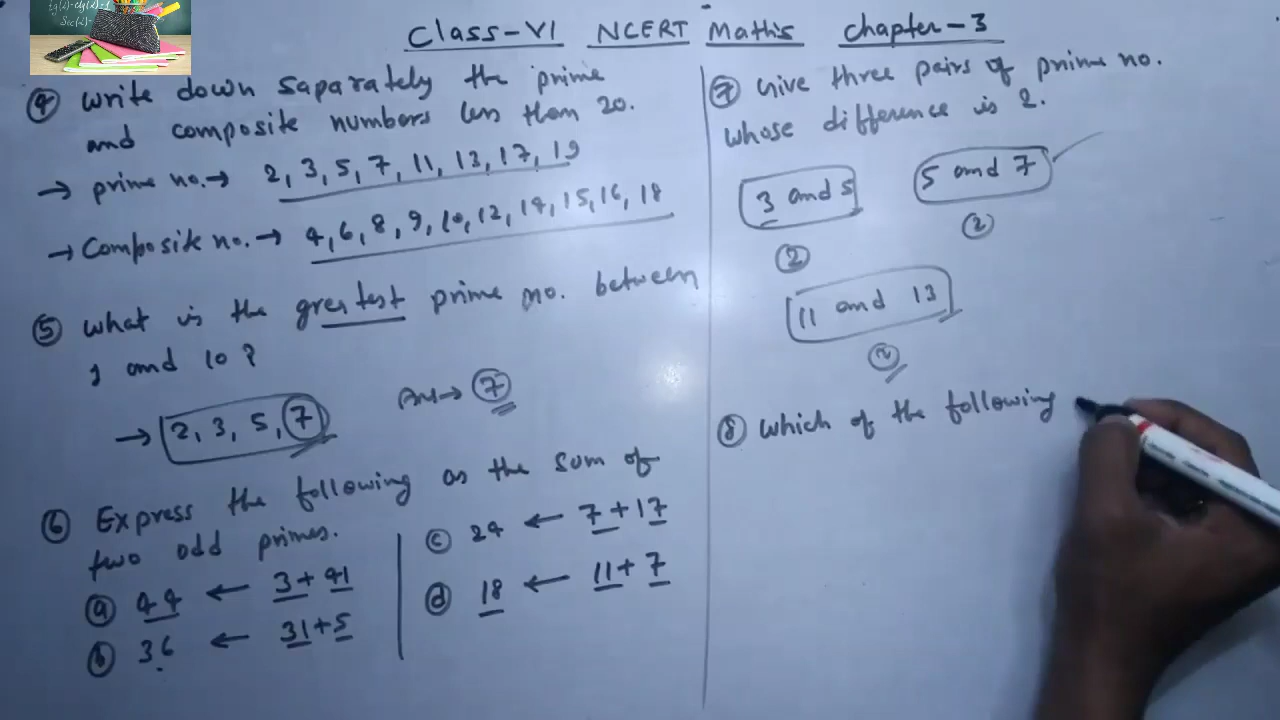 Class-VI NCERT Maths chapter-3
④ Write down saparately the prime
and composite numbers less than 20.
→ prime no.→ 2, 3, 5, 7, 11, 13, 17, 19
→ Composite no.→ 4, 6, 8, 9, 10, 12, 14, 15, 16, 18
⑤ What is the greatest prime no. between
1 and 10?
→ 2, 3, 5, 7 Ans→ 7
⑥ Express the following as the sum of
two odd primes.
ⓐ 44 ← 3+41
ⓑ 36 ← 31+5
ⓒ 24 ← 7+17
ⓓ 18 ← 11+7
⑦ Give three pairs of prime no.
whose difference is 2.
3 and 5 5 and 7
② ②
11 and 13
②
⑧ Which of the following